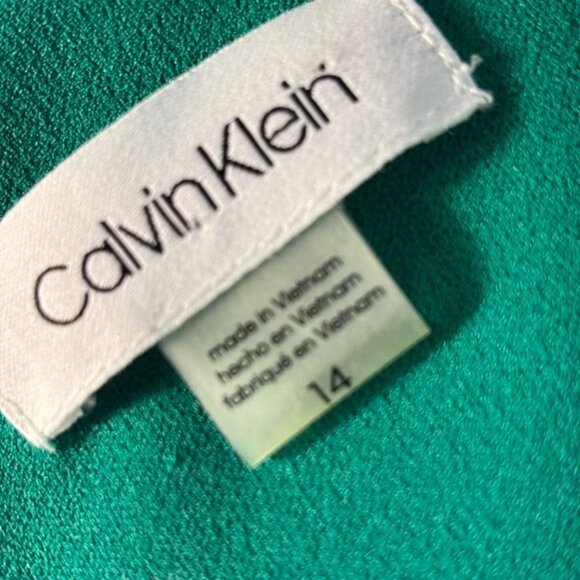 Calvin Klein
made in Vietnam
hecho en Vietnam
fabriqué en Vietnam
14